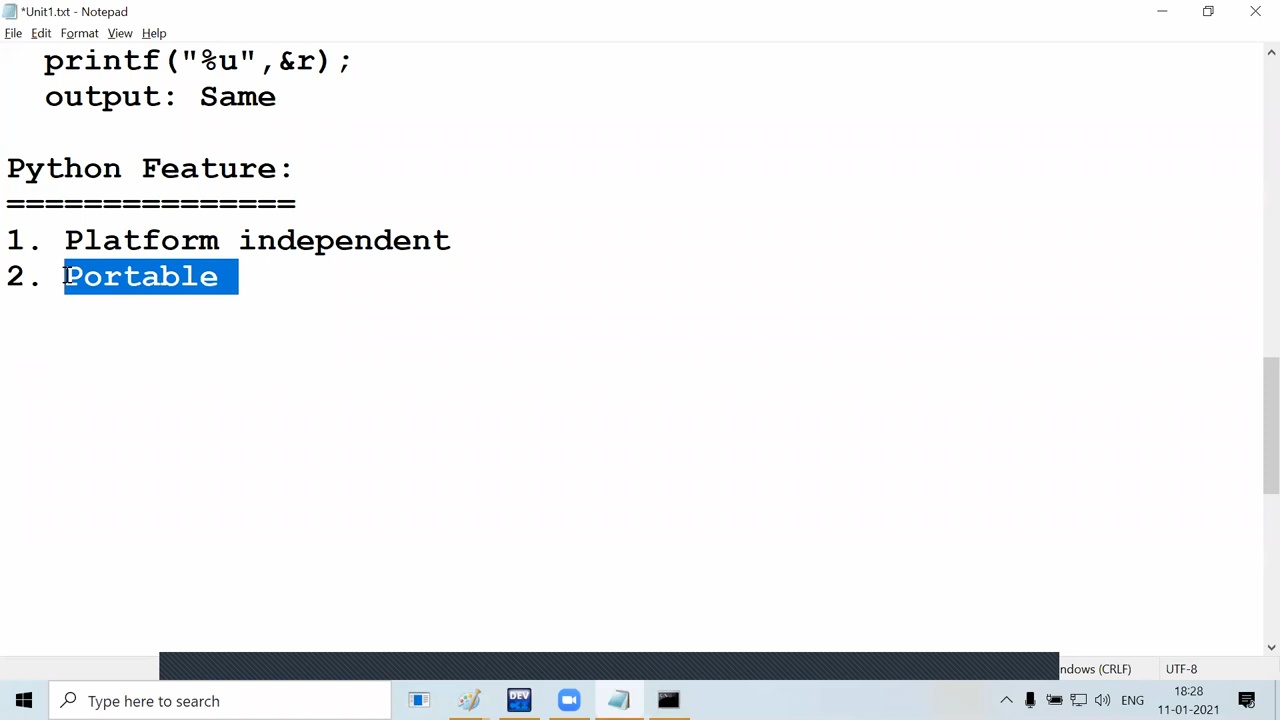 *Unit1.txt - Notepad
File Edit Format View Help
printf("%u",&r);
output: Same
Python Feature:
===============
1. Platform independent
2. Portable
ndows (CRLF) UTF-8
Type here to search
DEV
ENG
18:28
11-01-2021